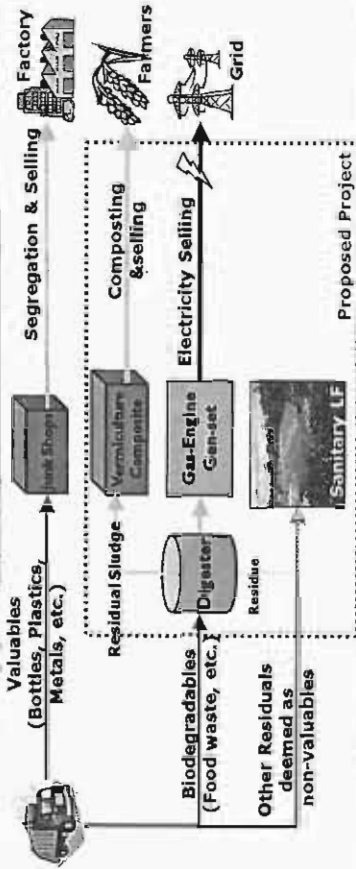 Valuables
(Bottles, Plastics,
Metals, etc.)
Junk Shops
Segregation & Selling
Factory
Residual Sludge
Vermiculture
Composite
Composting
&selling
Farmers
Biodegradables
(Food waste, etc.)
Digester
Gas-Engine
Gen-set
Electricity Selling
Grid
Residue
Other Residuals
deemed as
non-valuables
Sanitary LF
Proposed Project